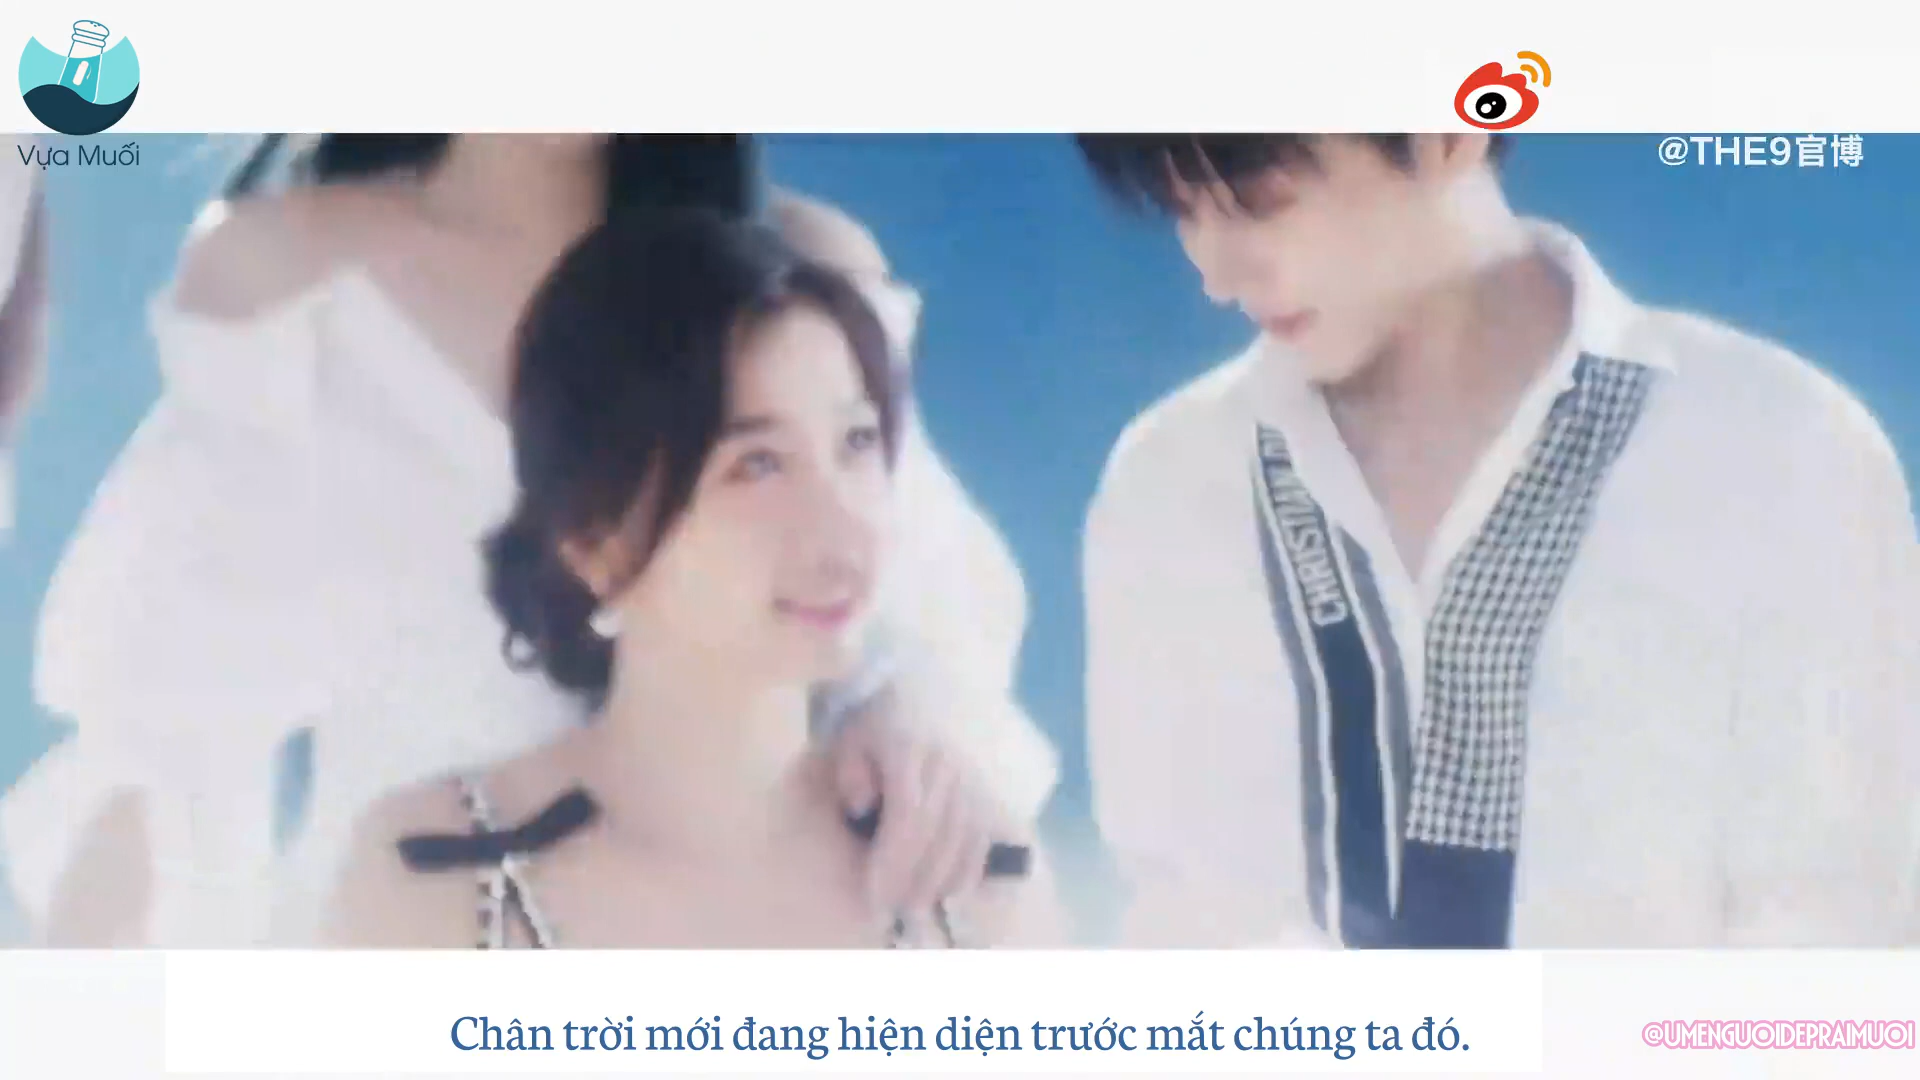 Vựa Muối
@THE9官博
CHRISTIAN
Chân trời mới đang hiện diện trước mắt chúng ta đó.
@UMENGUOIDEPRAIMUOI